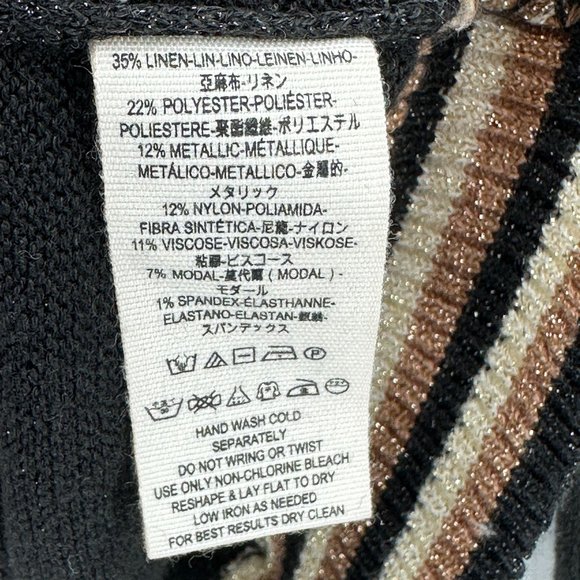 35% LINEN-LIN-LINO-LEINEN-LINHO-
亞麻布-リネン
22% POLYESTER-POLIÉSTER-
POLIESTERE-聚酯纖維-ポリエステル
12% METALLIC-MÉTALLIQUE-
METÁLICO-METALLICO-金屬的-
メタリック
12% NYLON-POLIAMIDA-
FIBRA SINTÉTICA-尼龍-ナイロン
11% VISCOSE-VISCOSA-VISKOSE-
粘膠-ビスコース
7% MODAL-莫代爾 ( MODAL ) -
モダール
1% SPANDEX-ÉLASTHANNE-
ELASTANO-ELASTAN-
スパンデックス
HAND WASH COLD
SEPARATELY
DO NOT WRING OR TWIST
USE ONLY NON-CHLORINE BLEACH
RESHAPE & LAY FLAT TO DRY
LOW IRON AS NEEDED
FOR BEST RESULTS DRY CLEAN